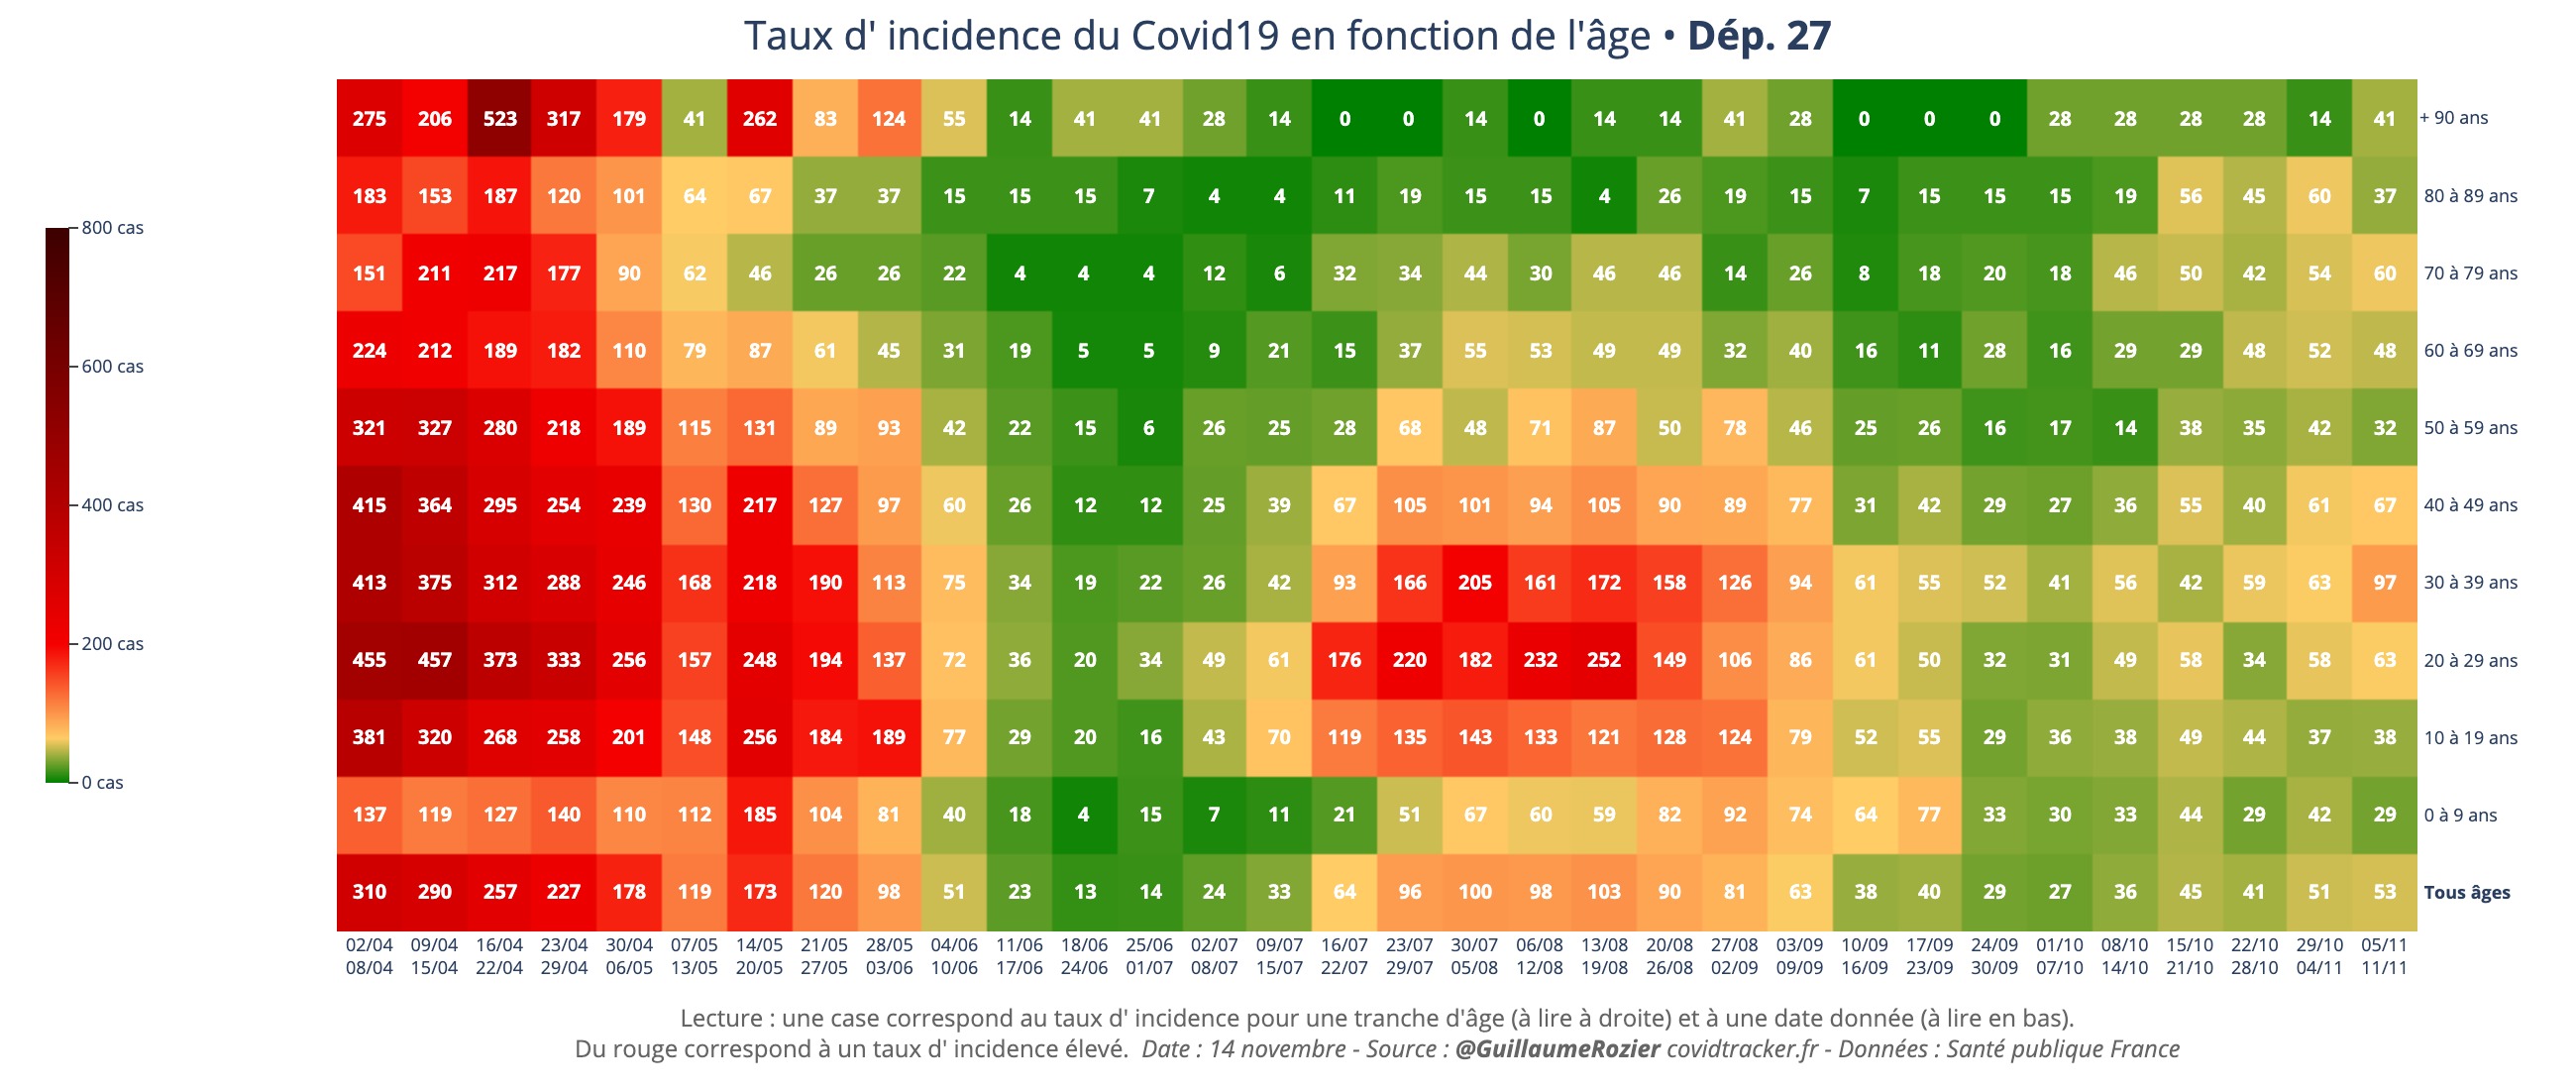 Taux d' incidence du Covid19 en fonction de l'âge • Dép. 27
800 cas
600 cas
400 cas
200 cas
0 cas
275 206 523 317 179 41 262 83 124 55 14 41 41 28 14 0 0 14 0 14 14 41 28 0 0 0 28 28 28 28 14 41 + 90 ans
183 153 187 120 101 64 67 37 37 15 15 15 7 4 4 11 19 15 15 4 26 19 15 7 15 15 15 19 56 45 60 37 80 à 89 ans
151 211 217 177 90 62 46 26 26 22 4 4 4 12 6 32 34 44 30 46 46 14 26 8 18 20 18 46 50 42 54 60 70 à 79 ans
224 212 189 182 110 79 87 61 45 31 19 5 5 9 21 15 37 55 53 49 49 32 40 16 11 28 16 29 29 48 52 48 60 à 69 ans
321 327 280 218 189 115 131 89 93 42 22 15 6 26 25 28 68 48 71 87 50 78 46 25 26 16 17 14 38 35 42 32 50 à 59 ans
415 364 295 254 239 130 217 127 97 60 26 12 12 25 39 67 105 101 94 105 90 89 77 31 42 29 27 36 55 40 61 67 40 à 49 ans
413 375 312 288 246 168 218 190 113 75 34 19 22 26 42 93 166 205 161 172 158 126 94 61 55 52 41 56 42 59 63 97 30 à 39 ans
455 457 373 333 256 157 248 194 137 72 36 20 34 49 61 176 220 182 232 252 149 106 86 61 50 32 31 49 58 34 58 63 20 à 29 ans
381 320 268 258 201 148 256 184 189 77 29 20 16 43 70 119 135 143 133 121 128 124 79 52 55 29 36 38 49 44 37 38 10 à 19 ans
137 119 127 140 110 112 185 104 81 40 18 4 15 7 11 21 51 67 60 59 82 92 74 64 77 33 30 33 44 29 42 29 0 à 9 ans
310 290 257 227 178 119 173 120 98 51 23 13 14 24 33 64 96 100 98 103 90 81 63 38 40 29 27 36 45 41 51 53 Tous âges
02/04 09/04 16/04 23/04 30/04 07/05 14/05 21/05 28/05 04/06 11/06 18/06 25/06 02/07 09/07 16/07 23/07 30/07 06/08 13/08 20/08 27/08 03/09 10/09 17/09 24/09 01/10 08/10 15/10 22/10 29/10 05/11
08/04 15/04 22/04 29/04 06/05 13/05 20/05 27/05 03/06 10/06 17/06 24/06 01/07 08/07 15/07 22/07 29/07 05/08 12/08 19/08 26/08 02/09 09/09 16/09 23/09 30/09 07/10 14/10 21/10 28/10 04/11 11/11
Lecture : une case correspond au taux d' incidence pour une tranche d'âge (à lire à droite) et à une date donnée (à lire en bas).
Du rouge correspond à un taux d' incidence élevé. Date : 14 novembre - Source : @GuillaumeRozier covidtracker.fr - Données : Santé publique France